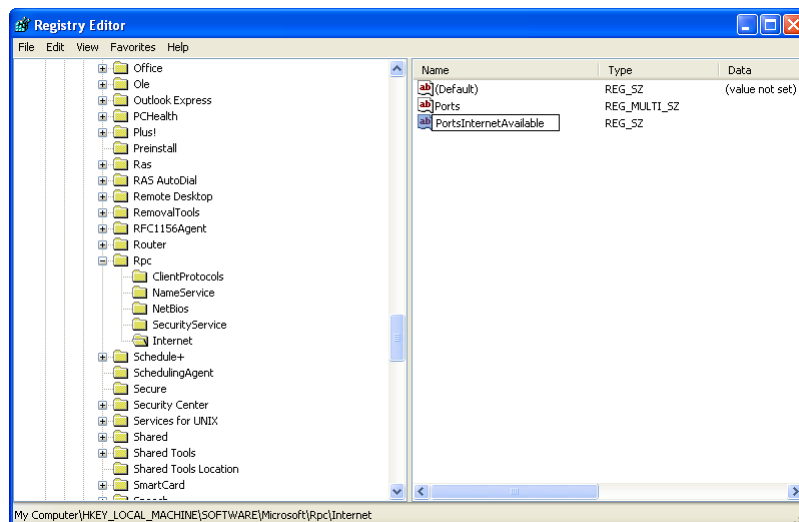 Registry Editor
File Edit View Favorites Help
Office
Ole
Outlook Express
PCHealth
Plus!
Preinstall
Ras
RAS AutoDial
Remote Desktop
RemovalTools
RFC1156Agent
Router
Rpc
ClientProtocols
NameService
NetBios
SecurityService
Internet
Schedule+
SchedulingAgent
Secure
Security Center
Services for UNIX
Shared
Shared Tools
Shared Tools Location
SmartCard
Name Type Data
ab (Default) REG_SZ (value not set)
ab Ports REG_MULTI_SZ
ab PortsInternetAvailable REG_SZ
My Computer\HKEY_LOCAL_MACHINE\SOFTWARE\Microsoft\Rpc\Internet